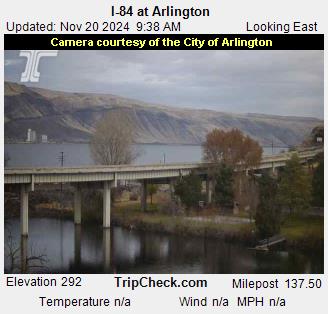 I-84 at Arlington
Updated: Nov 20 2024 9:38 AM Looking East
Camera courtesy of the City of Arlington
Elevation 292 TripCheck.com Milepost 137.50
Temperature n/a Wind n/a MPH n/a